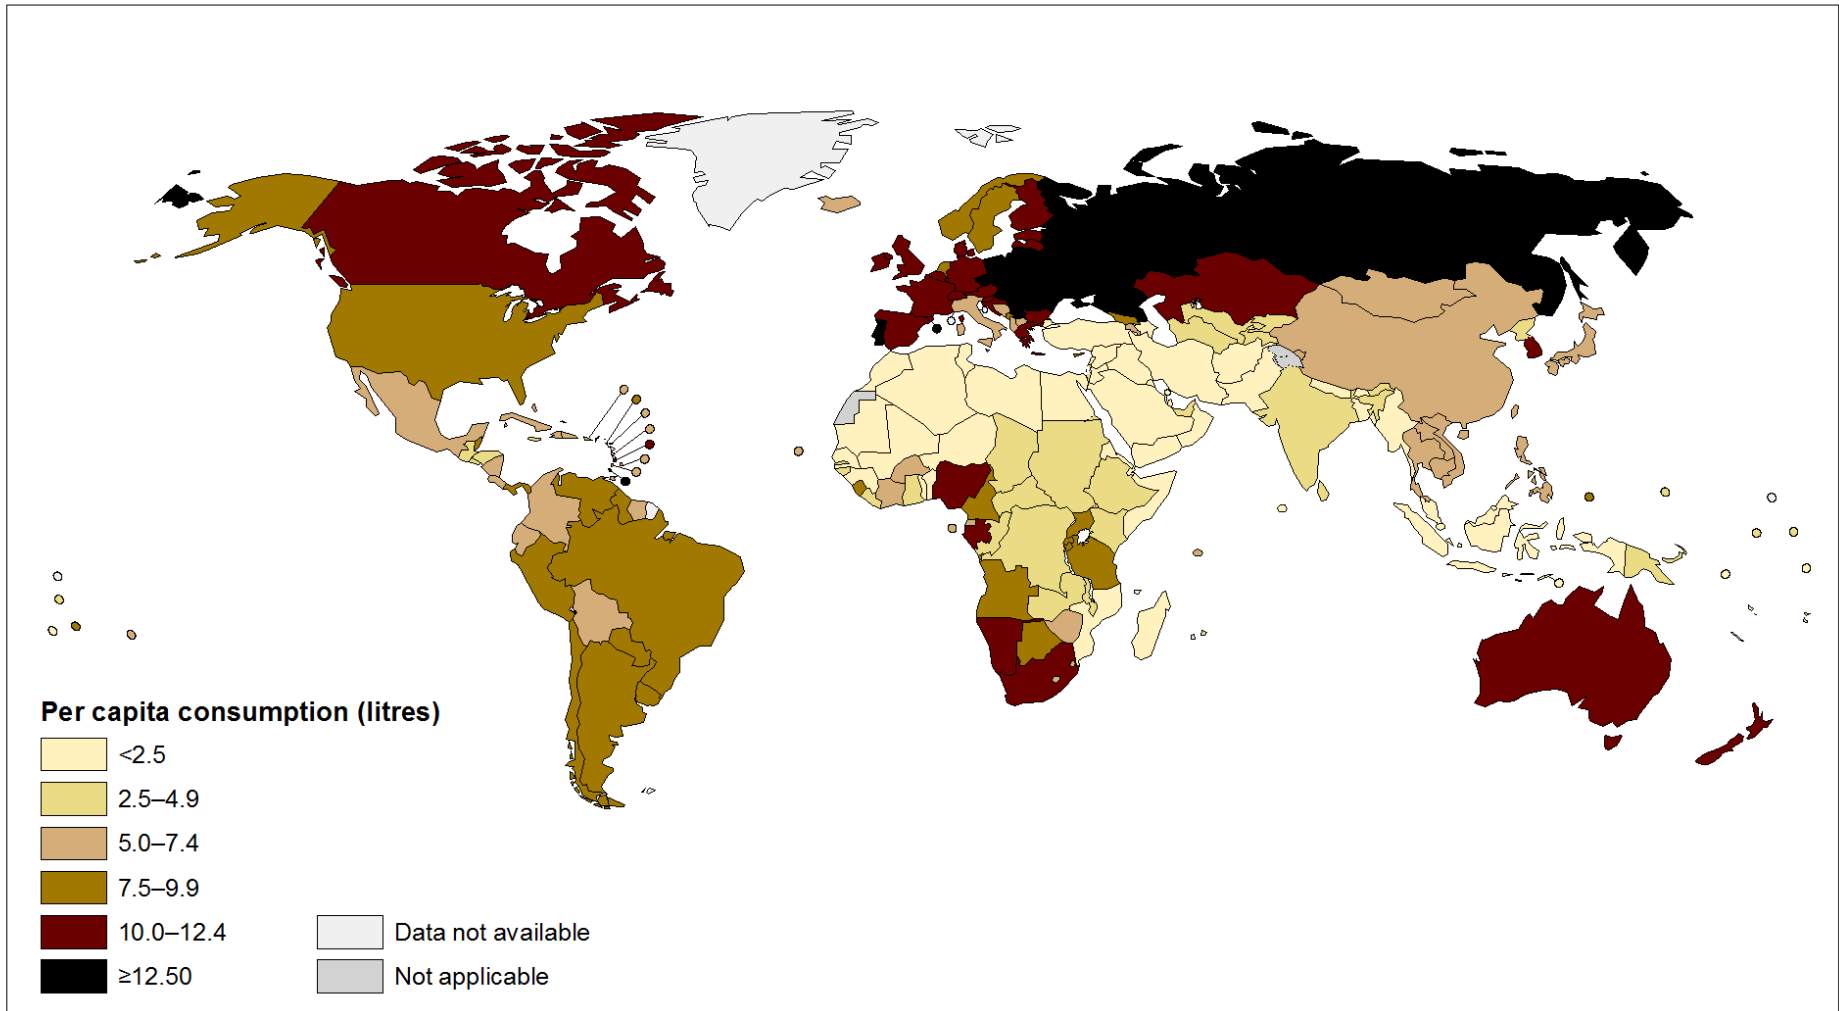 Per capita consumption (litres)
<2.5
2.5–4.9
5.0–7.4
7.5–9.9
10.0–12.4
≥12.50
Data not available
Not applicable